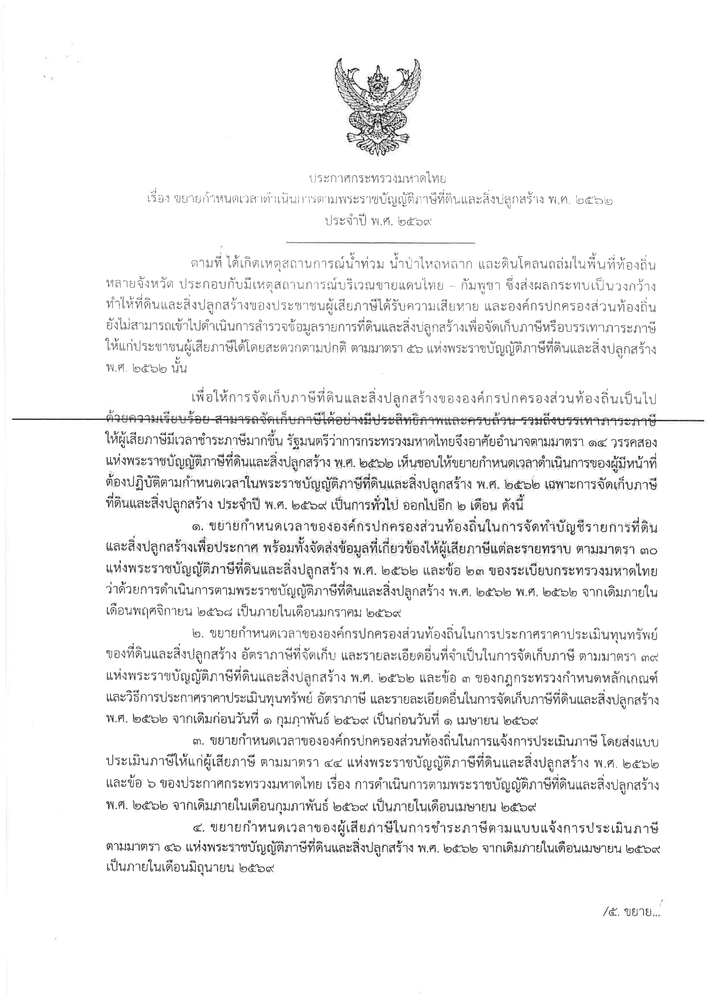 ประกาศกระทรวงมหาดไทย
เรื่อง ขยายกำหนดเวลาดำเนินการตามพระราชบัญญัติภาษีที่ดินและสิ่งปลูกสร้าง พ.ศ. ๒๕๖๒
ประจำปี พ.ศ. ๒๕๖๙
ตามที่ ได้เกิดเหตุสถานการณ์น้ำท่วม น้ำป่าไหลหลาก และดินโคลนถล่มในพื้นที่ท้องถิ่น
หลายจังหวัด ประกอบกับมีเหตุสถานการณ์บริเวณชายแดนไทย – กัมพูชา ซึ่งส่งผลกระทบเป็นวงกว้าง
ทำให้ที่ดินและสิ่งปลูกสร้างของประชาชนผู้เสียภาษีได้รับความเสียหาย และองค์กรปกครองส่วนท้องถิ่น
ยังไม่สามารถเข้าไปดำเนินการสำรวจข้อมูลรายการที่ดินและสิ่งปลูกสร้างเพื่อจัดเก็บภาษีหรือบรรเทาภาระภาษี
ให้แก่ประชาชนผู้เสียภาษีได้โดยสะดวกตามปกติ ตามมาตรา ๕๖ แห่งพระราชบัญญัติภาษีที่ดินและสิ่งปลูกสร้าง
พ.ศ. ๒๕๖๒ นั้น
เพื่อให้การจัดเก็บภาษีที่ดินและสิ่งปลูกสร้างขององค์กรปกครองส่วนท้องถิ่นเป็นไป
ด้วยความเรียบร้อย สามารถจัดเก็บภาษีได้อย่างมีประสิทธิภาพและครบถ้วน รวมถึงบรรเทาภาระภาษี
ให้ผู้เสียภาษีมีเวลาชำระภาษีมากขึ้น รัฐมนตรีว่าการกระทรวงมหาดไทยจึงอาศัยอำนาจตามมาตรา ๑๔ วรรคสอง
แห่งพระราชบัญญัติภาษีที่ดินและสิ่งปลูกสร้าง พ.ศ. ๒๕๖๒ เห็นชอบให้ขยายกำหนดเวลาดำเนินการของผู้มีหน้าที่
ต้องปฏิบัติตามกำหนดเวลาในพระราชบัญญัติภาษีที่ดินและสิ่งปลูกสร้าง พ.ศ. ๒๕๖๒ เฉพาะการจัดเก็บภาษี
ที่ดินและสิ่งปลูกสร้าง ประจำปี พ.ศ. ๒๕๖๙ เป็นการทั่วไป ออกไปอีก ๒ เดือน ดังนี้
๑. ขยายกำหนดเวลาขององค์กรปกครองส่วนท้องถิ่นในการจัดทำบัญชีรายการที่ดิน
และสิ่งปลูกสร้างเพื่อประกาศ พร้อมทั้งจัดส่งข้อมูลที่เกี่ยวข้องให้ผู้เสียภาษีแต่ละรายทราบ ตามมาตรา ๓๐
แห่งพระราชบัญญัติภาษีที่ดินและสิ่งปลูกสร้าง พ.ศ. ๒๕๖๒ และข้อ ๒๓ ของระเบียบกระทรวงมหาดไทย
ว่าด้วยการดำเนินการตามพระราชบัญญัติภาษีที่ดินและสิ่งปลูกสร้าง พ.ศ. ๒๕๖๒ พ.ศ. ๒๕๖๒ จากเดิมภายใน
เดือนพฤศจิกายน ๒๕๖๘ เป็นภายในเดือนมกราคม ๒๕๖๙
๒. ขยายกำหนดเวลาขององค์กรปกครองส่วนท้องถิ่นในการประกาศราคาประเมินทุนทรัพย์
ของที่ดินและสิ่งปลูกสร้าง อัตราภาษีที่จัดเก็บ และรายละเอียดอื่นที่จำเป็นในการจัดเก็บภาษี ตามมาตรา ๓๙
แห่งพระราชบัญญัติภาษีที่ดินและสิ่งปลูกสร้าง พ.ศ. ๒๕๖๒ และข้อ ๓ ของกฎกระทรวงกำหนดหลักเกณฑ์
และวิธีการประกาศราคาประเมินทุนทรัพย์ อัตราภาษี และรายละเอียดอื่นในการจัดเก็บภาษีที่ดินและสิ่งปลูกสร้าง
พ.ศ. ๒๕๖๒ จากเดิมก่อนวันที่ ๑ กุมภาพันธ์ ๒๕๖๙ เป็นก่อนวันที่ ๑ เมษายน ๒๕๖๙
๓. ขยายกำหนดเวลาขององค์กรปกครองส่วนท้องถิ่นในการแจ้งการประเมินภาษี โดยส่งแบบ
ประเมินภาษีให้แก่ผู้เสียภาษี ตามมาตรา ๔๔ แห่งพระราชบัญญัติภาษีที่ดินและสิ่งปลูกสร้าง พ.ศ. ๒๕๖๒
และข้อ ๖ ของประกาศกระทรวงมหาดไทย เรื่อง การดำเนินการตามพระราชบัญญัติภาษีที่ดินและสิ่งปลูกสร้าง
พ.ศ. ๒๕๖๒ จากเดิมภายในเดือนกุมภาพันธ์ ๒๕๖๙ เป็นภายในเดือนเมษายน ๒๕๖๙
๔. ขยายกำหนดเวลาของผู้เสียภาษีในการชำระภาษีตามแบบแจ้งการประเมินภาษี
ตามมาตรา ๔๖ แห่งพระราชบัญญัติภาษีที่ดินและสิ่งปลูกสร้าง พ.ศ. ๒๕๖๒ จากเดิมภายในเดือนเมษายน ๒๕๖๙
เป็นภายในเดือนมิถุนายน ๒๕๖๙
/๕. ขยาย...